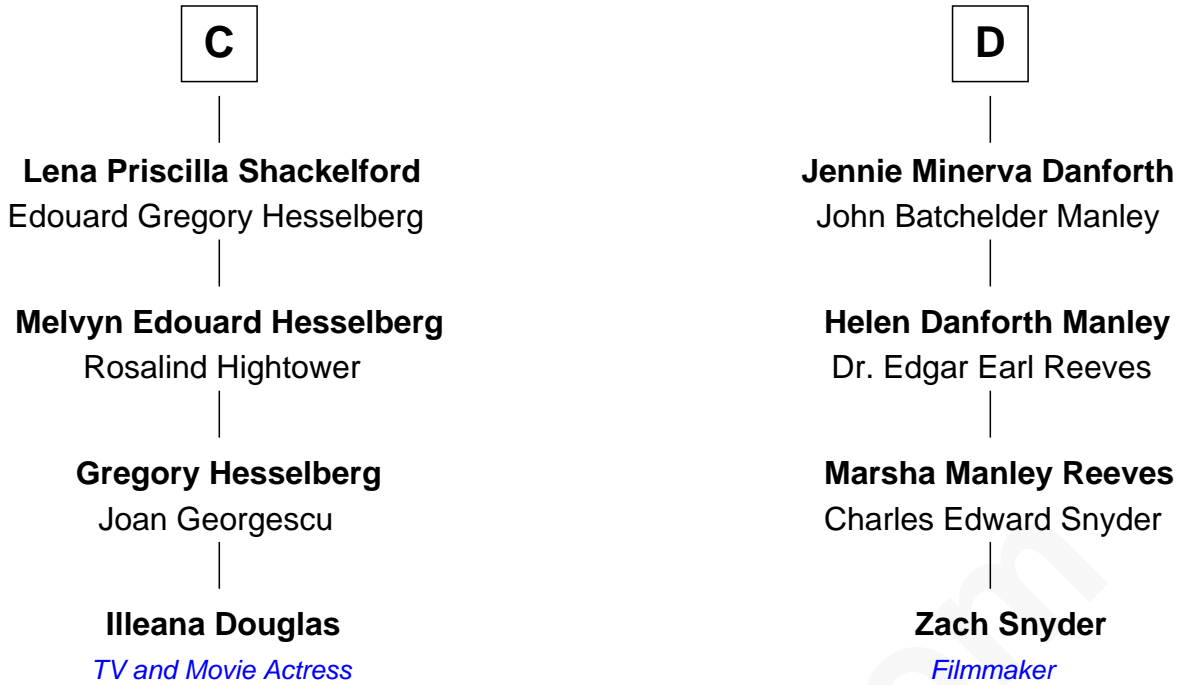 C
Lena Priscilla Shackelford
Edouard Gregory Hesselberg
Melvyn Edouard Hesselberg
Rosalind Hightower
Gregory Hesselberg
Joan Georgescu
Illeana Douglas
TV and Movie Actress
D
Jennie Minerva Danforth
John Batchelder Manley
Helen Danforth Manley
Dr. Edgar Earl Reeves
Marsha Manley Reeves
Charles Edward Snyder
Zach Snyder
Filmmaker